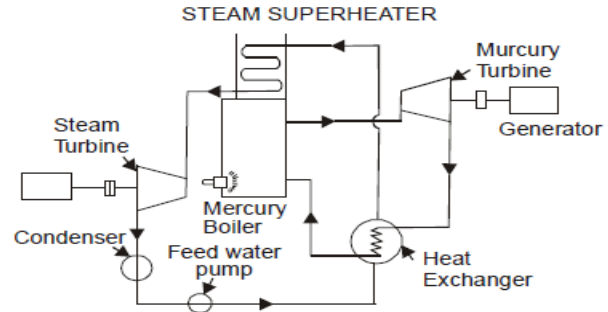 STEAM SUPERHEATER
Murcury
Turbine
Generator
Steam
Turbine
Mercury
Boiler
Condenser
Feed water
pump
Heat
Exchanger